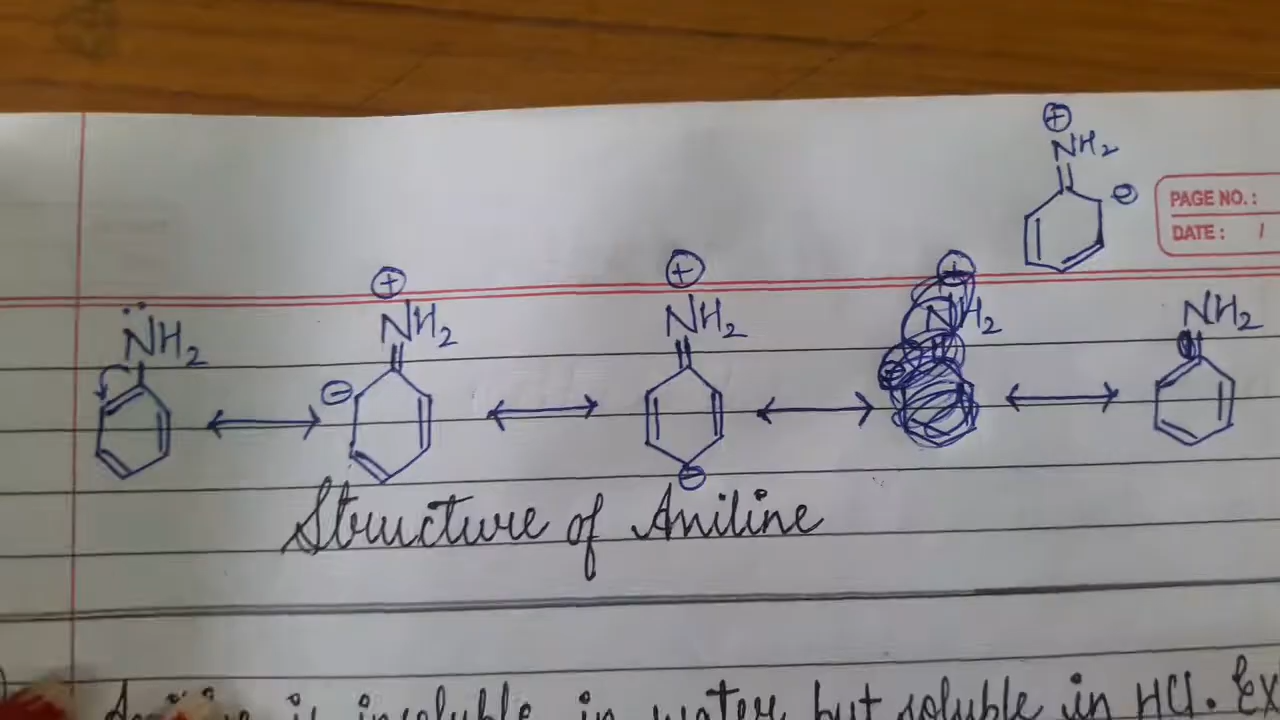 ⊕
NH₂
⊖
PAGE NO. :
DATE : /
N̈H₂
⊕
NH₂
⊖
⊕
NH₂
⊖
⊕
NH₂
NH₂
Structure of Aniline
is insoluble in water but soluble in HCl. Ex